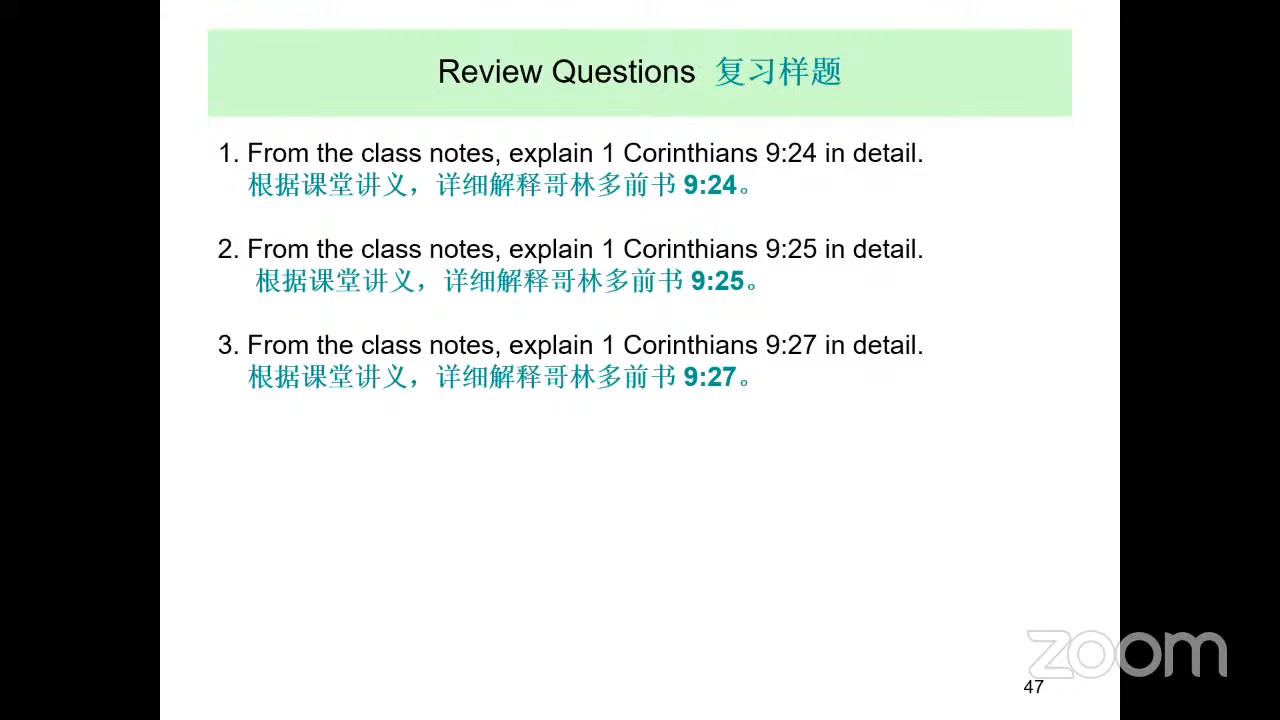 Review Questions 复习样题
1. From the class notes, explain 1 Corinthians 9:24 in detail.
根据课堂讲义，详细解释哥林多前书 9:24。
2. From the class notes, explain 1 Corinthians 9:25 in detail.
根据课堂讲义，详细解释哥林多前书 9:25。
3. From the class notes, explain 1 Corinthians 9:27 in detail.
根据课堂讲义，详细解释哥林多前书 9:27。
zoom
47